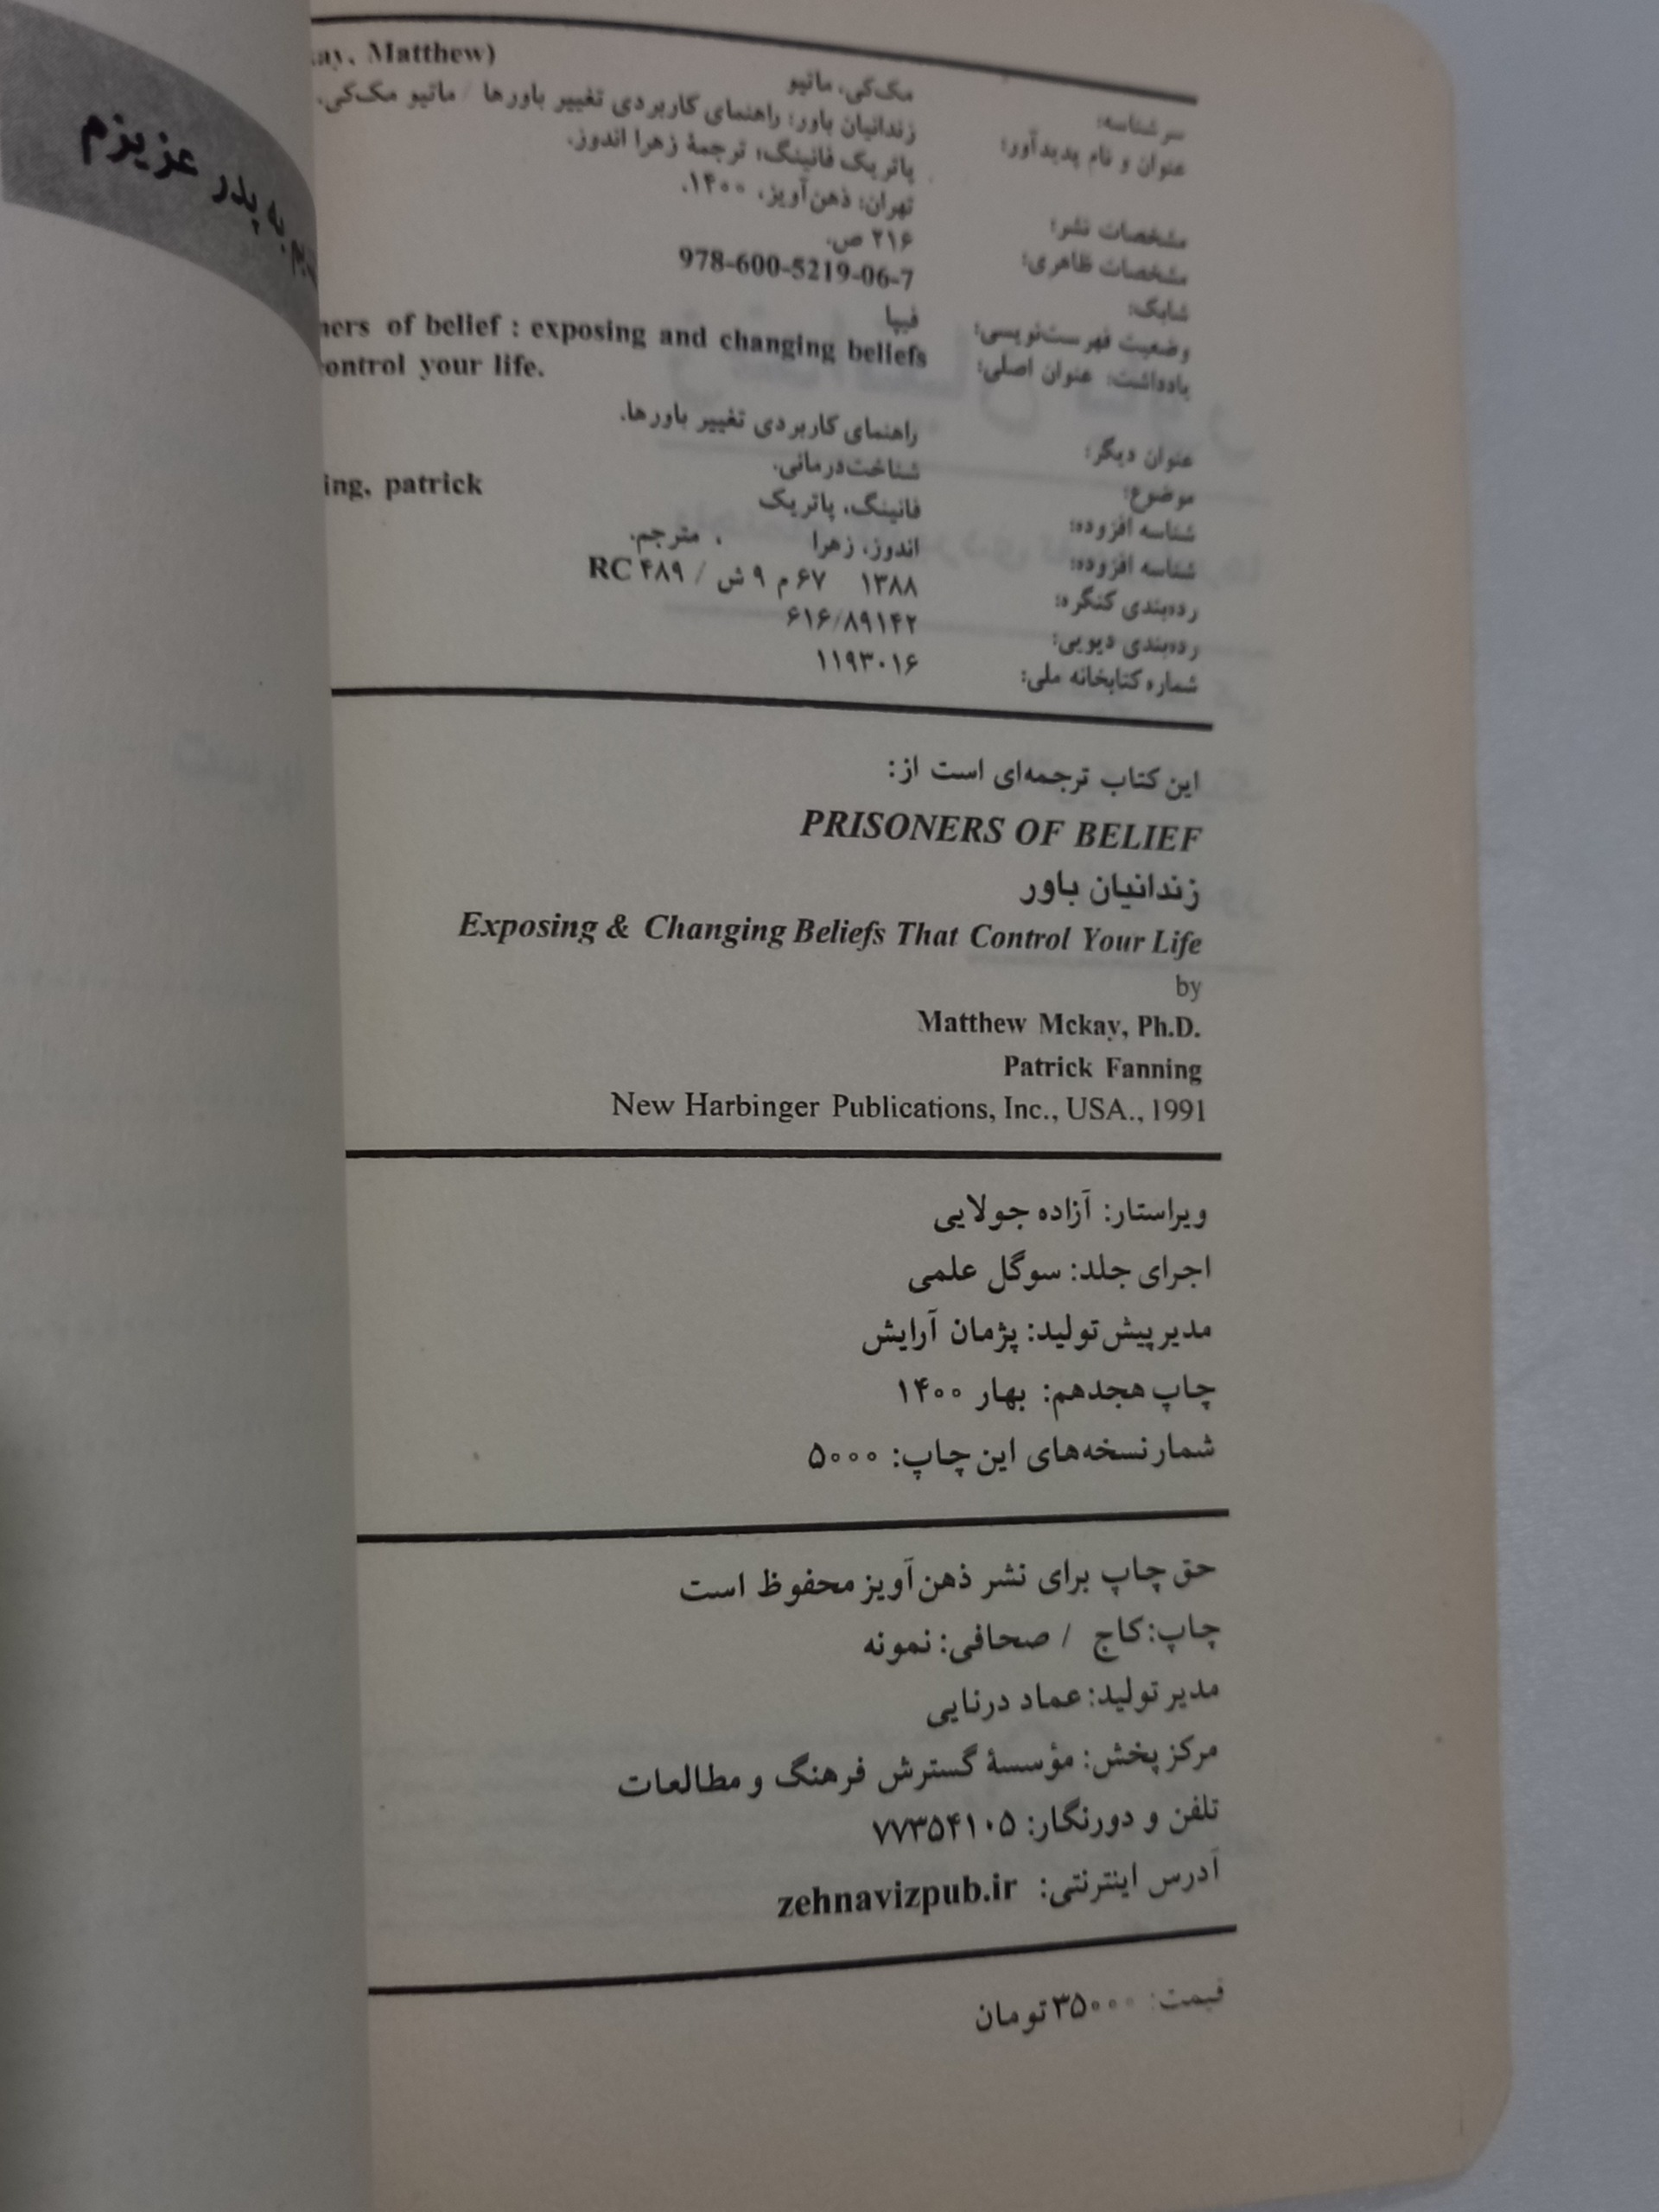 به پدر عزیزم
سرشناسه: مک‌کی، ماتیو Matthew)
عنوان و نام پدیدآور: زندانیان باور: راهنمای کاربردی تغییر باورها / ماتیو مک‌کی،
پاتریک فانینگ؛ ترجمهٔ زهرا اندوز.
مشخصات نشر: تهران: ذهن‌آویز، ۱۴۰۰.
مشخصات ظاهری: ۲۱۶ ص.
شابک: 978-600-5219-06-7
وضعیت فهرست‌نویسی: فیپا
یادداشت: عنوان اصلی: ners of belief : exposing and changing beliefs
ontrol your life.
عنوان دیگر: راهنمای کاربردی تغییر باورها.
موضوع: شناخت‌درمانی.
شناسه افزوده: فانینگ، پاتریک ing, patrick
شناسه افزوده: اندوز، زهرا ، مترجم.
رده‌بندی کنگره: ۱۳۸۸ ۶۷ م ۹ ش / RC ۴۸۹
رده‌بندی دیویی: ۶۱۶/۸۹۱۴۲
شماره کتابخانه ملی: ۱۱۹۳۰۱۶
این کتاب ترجمه‌ای است از:
PRISONERS OF BELIEF
زندانیان باور
Exposing & Changing Beliefs That Control Your Life
by
Matthew Mckay, Ph.D.
Patrick Fanning
New Harbinger Publications, Inc., USA., 1991
ویراستار: آزاده جولایی
اجرای جلد: سوگل علمی
مدیر پیش‌تولید: پژمان آرایش
چاپ هجدهم: بهار ۱۴۰۰
شمار نسخه‌های این چاپ: ۵۰۰۰
حق چاپ برای نشر ذهن‌آویز محفوظ است
چاپ: کاج / صحافی: نمونه
مدیر تولید: عماد درنایی
مرکز پخش: مؤسسهٔ گسترش فرهنگ و مطالعات
تلفن و دورنگار: ۷۷۳۵۴۱۰۵
آدرس اینترنتی: zehnavizpub.ir
قیمت: ۳۵۰۰۰ تومان